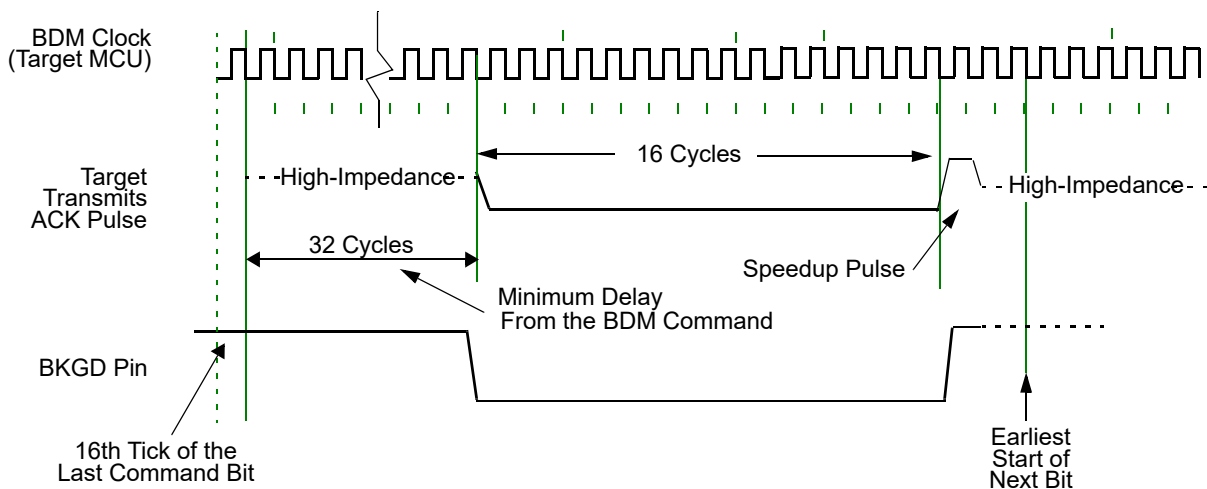 BDM Clock
(Target MCU)
16 Cycles
Target
Transmits
ACK Pulse
High-Impedance
High-Impedance
32 Cycles
Speedup Pulse
Minimum Delay
From the BDM Command
BKGD Pin
16th Tick of the
Last Command Bit
Earliest
Start of
Next Bit